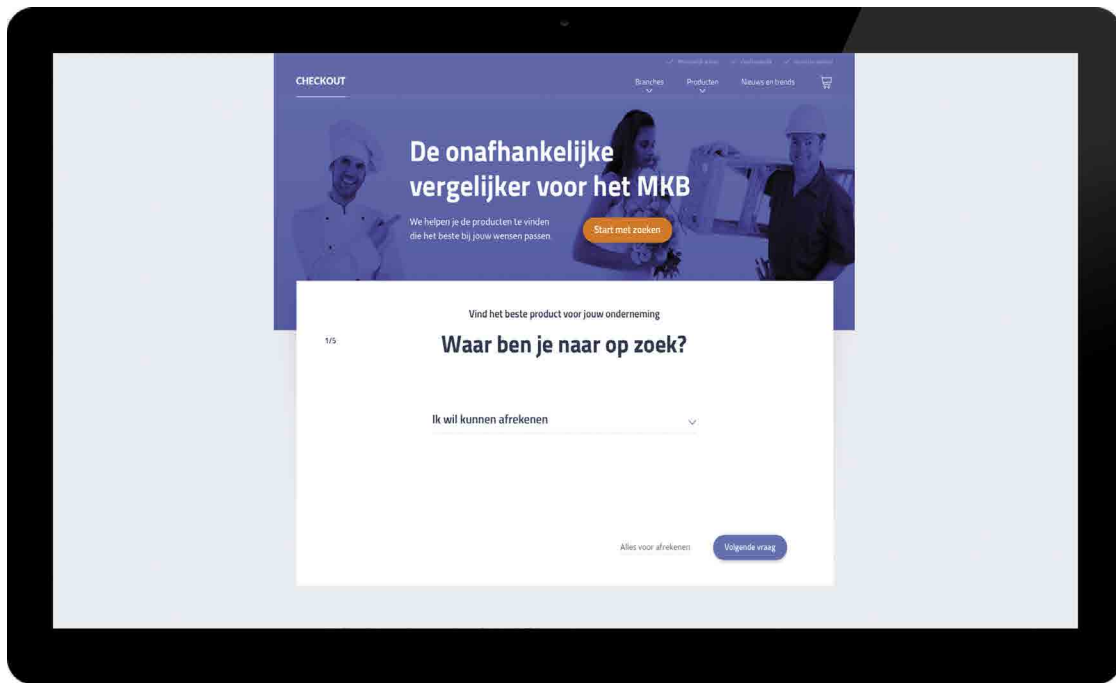 CHECKOUT
Branches
Producten
Nieuws en trends
De onafhankelijke
vergelijker voor het MKB
We helpen je de producten te vinden
die het beste bij jouw wensen passen
Start met zoeken
Vind het beste product voor jouw onderneming
1/5
Waar ben je naar op zoek?
Ik wil kunnen afrekenen
Alles voor afrekenen
Volgende vraag